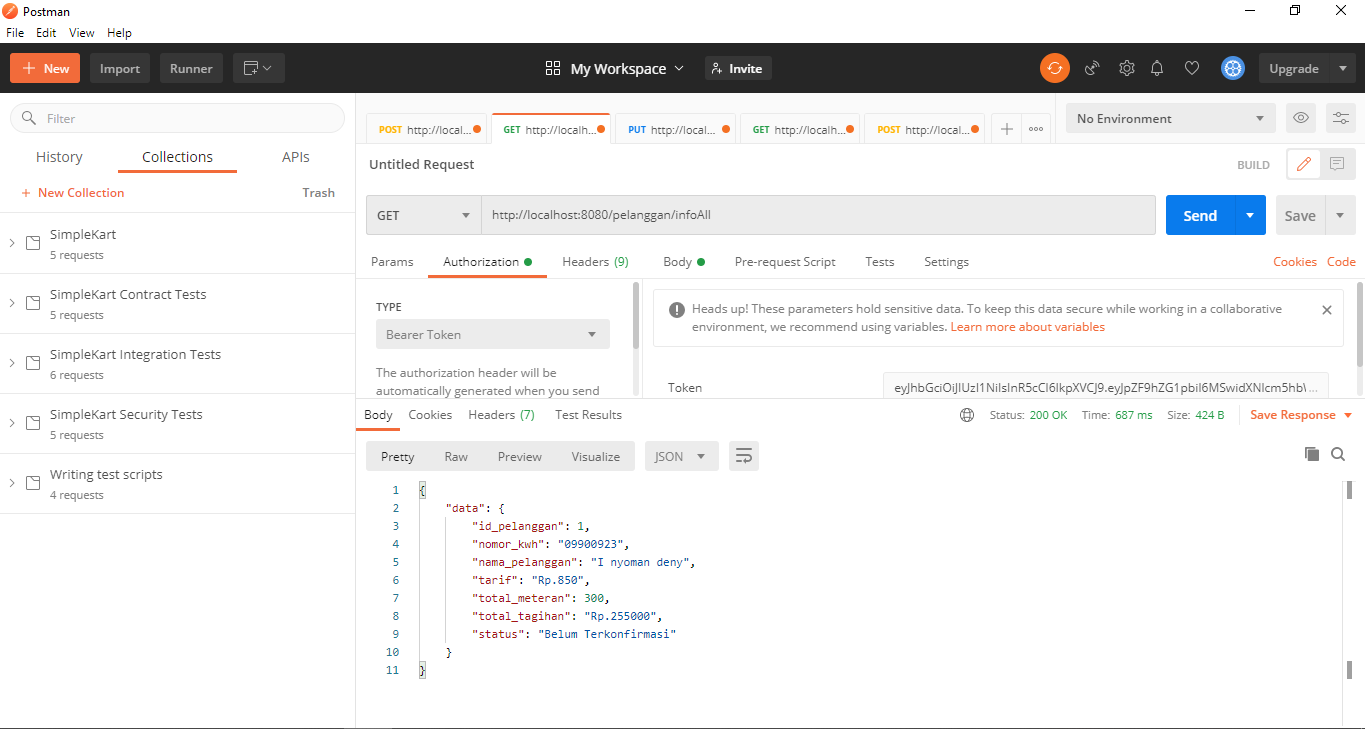 Postman
File Edit View Help
New Import Runner My Workspace Invite Upgrade
Filter
History Collections APIs
+ New Collection Trash
SimpleKart
5 requests
SimpleKart Contract Tests
5 requests
SimpleKart Integration Tests
6 requests
SimpleKart Security Tests
5 requests
Writing test scripts
4 requests
POST http://local... GET http://localh... PUT http://local... GET http://localh... POST http://local... No Environment
Untitled Request BUILD
GET http://localhost:8080/pelanggan/infoAll Send Save
Params Authorization Headers (9) Body Pre-request Script Tests Settings Cookies Code
TYPE
Bearer Token
The authorization header will be
automatically generated when you send
Heads up! These parameters hold sensitive data. To keep this data secure while working in a collaborative
environment, we recommend using variables. Learn more about variables
Token
Body Cookies Headers (7) Test Results Status: 200 OK Time: 687 ms Size: 424 B Save Response
Pretty Raw Preview Visualize JSON
1 {
2 "data": {
3 "id_pelanggan": 1,
4 "nomor_kwh": "09900923",
5 "nama_pelanggan": "I nyoman deny",
6 "tarif": "Rp.850",
7 "total_meteran": 300,
8 "total_tagihan": "Rp.255000",
9 "status": "Belum Terkonfirmasi"
10 }
11 }